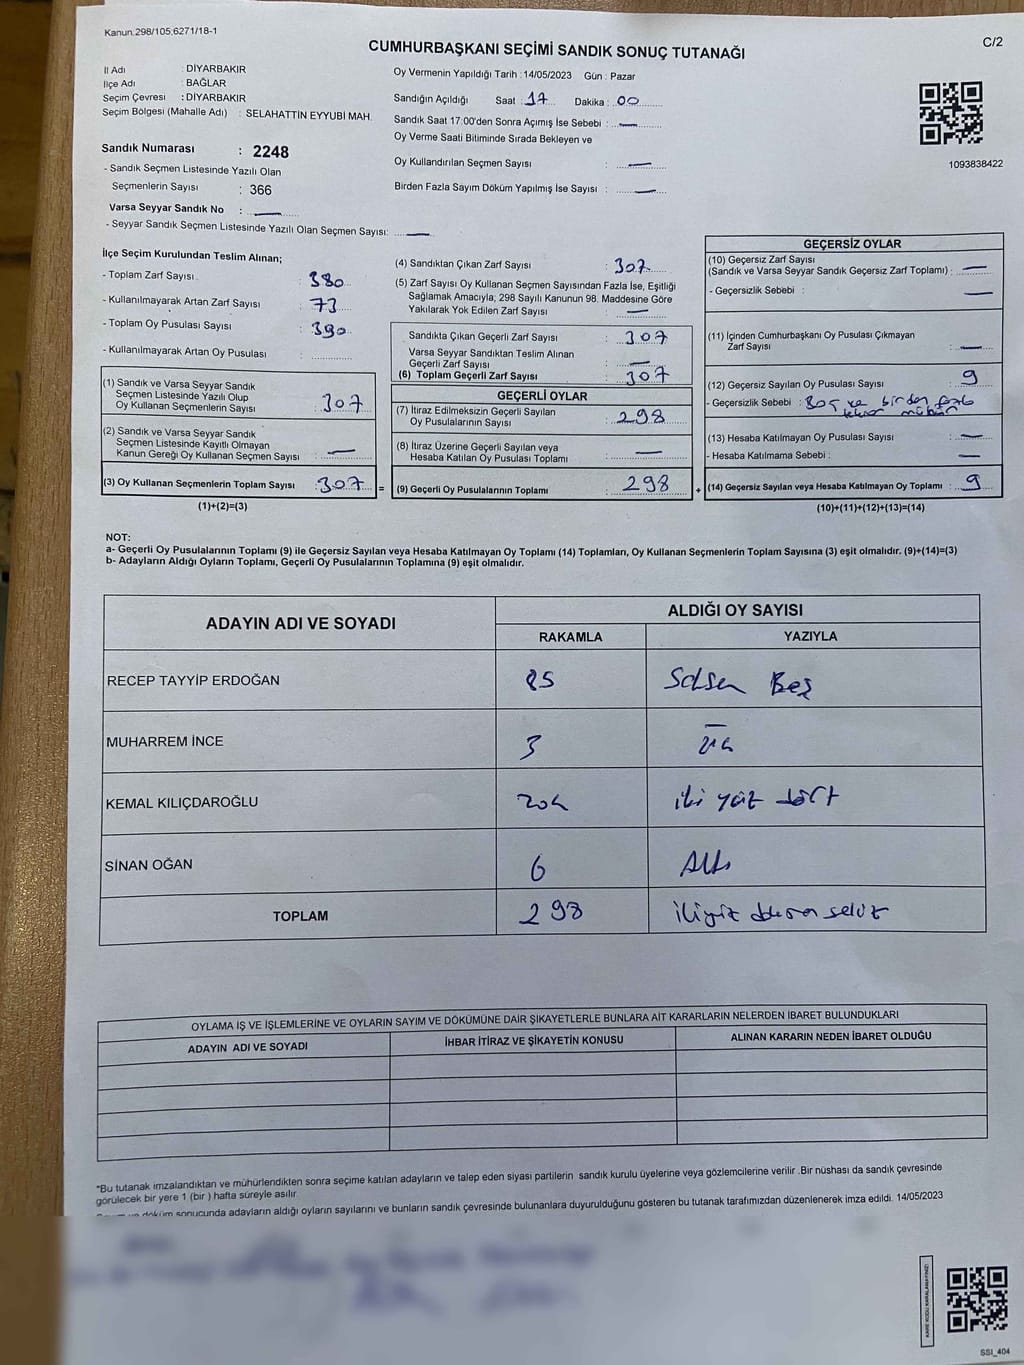 Kanun.298/105;6271/18-1
C/2
CUMHURBAŞKANI SEÇİMİ SANDIK SONUÇ TUTANAĞI
İl Adı : DİYARBAKIR
İlçe Adı : BAĞLAR
Seçim Çevresi : DİYARBAKIR
Seçim Bölgesi (Mahalle Adı) : SELAHATTİN EYYUBİ MAH.
Sandık Numarası : 2248
- Sandık Seçmen Listesinde Yazılı Olan
Seçmenlerin Sayısı : 366
Varsa Seyyar Sandık No : —
- Seyyar Sandık Seçmen Listesinde Yazılı Olan Seçmen Sayısı: —
Oy Vermenin Yapıldığı Tarih : 14/05/2023 Gün : Pazar
Sandığın Açıldığı Saat : 17 Dakika : 00
Sandık Saat 17:00'den Sonra Açımış İse Sebebi : —
Oy Verme Saati Bitiminde Sırada Bekleyen ve
Oy Kullandırılan Seçmen Sayısı : —
Birden Fazla Sayım Döküm Yapılmış İse Sayısı : —
1093838422
İlçe Seçim Kurulundan Teslim Alınan;
- Toplam Zarf Sayısı : 380
- Kullanılmayarak Artan Zarf Sayısı : 73
- Toplam Oy Pusulası Sayısı : 390
- Kullanılmayarak Artan Oy Pusulası :
(1) Sandık ve Varsa Seyyar Sandık
Seçmen Listesinde Yazılı Olup
Oy Kullanan Seçmenlerin Sayısı : 307
(2) Sandık ve Varsa Seyyar Sandık
Seçmen Listesinde Kayıtlı Olmayan
Kanun Gereği Oy Kullanan Seçmen Sayısı : —
(3) Oy Kullanan Seçmenlerin Toplam Sayısı : 307 =
(1)+(2)=(3)
(4) Sandıktan Çıkan Zarf Sayısı : 307
(5) Zarf Sayısı Oy Kullanan Seçmen Sayısından Fazla İse, Eşitliği
Sağlamak Amacıyla; 298 Sayılı Kanunun 98. Maddesine Göre
Yakılarak Yok Edilen Zarf Sayısı : —
Sandıkta Çıkan Geçerli Zarf Sayısı : 307
Varsa Seyyar Sandıktan Teslim Alınan
Geçerli Zarf Sayısı : —
(6) Toplam Geçerli Zarf Sayısı : 307
GEÇERLİ OYLAR
(7) İtiraz Edilmeksizin Geçerli Sayılan
Oy Pusulasının Sayısı : 298
(8) İtiraz Üzerine Geçerli Sayılan veya
Hesaba Katılan Oy Pusulası Toplamı : —
(9) Geçerli Oy Pusulalarının Toplamı : 298 +
GEÇERSİZ OYLAR
(10) Geçersiz Zarf Sayısı
(Sandık ve Varsa Seyyar Sandık Geçersiz Zarf Toplamı) : —
- Geçersizlik Sebebi : —
(11) İçinden Cumhurbaşkanı Oy Pusulası Çıkmayan
Zarf Sayısı : —
(12) Geçersiz Sayılan Oy Pusulası Sayısı : 9
- Geçersizlik Sebebi : Boş ve birden fazla
tekrar mühür
(13) Hesaba Katılmayan Oy Pusulası Sayısı : —
- Hesaba Katılmama Sebebi : —
(14) Geçersiz Sayılan veya Hesaba Katılmayan Oy Toplamı : 9
(10)+(11)+(12)+(13)=(14)
NOT:
a- Geçerli Oy Pusulalarının Toplamı (9) ile Geçersiz Sayılan veya Hesaba Katılmayan Oy Toplamı (14) Toplamları, Oy Kullanan Seçmenlerin Toplam Sayısına (3) eşit olmalıdır. (9)+(14)=(3)
b- Adayların Aldığı Oyların Toplamı, Geçerli Oy Pusulalarının Toplamına (9) eşit olmalıdır.
ADAYIN ADI VE SOYADI ALDIĞI OY SAYISI
RAKAMLA YAZIYLA
RECEP TAYYİP ERDOĞAN 85 Seksen Beş
MUHARREM İNCE 3 üç
KEMAL KILIÇDAROĞLU 204 iki yüz dört
SİNAN OĞAN 6 Altı
TOPLAM 298 ikiyüz doksan sekiz
OYLAMA İŞ VE İŞLEMLERİNE VE OYLARIN SAYIM VE DÖKÜMÜNE DAİR ŞİKAYETLERLE BUNLARA AİT KARARLARIN NELERDEN İBARET BULUNDUKLARI
ADAYIN ADI VE SOYADI İHBAR İTİRAZ VE ŞİKAYETİN KONUSU ALINAN KARARIN NEDEN İBARET OLDUĞU
"Bu tutanak imzalandıktan ve mühürlendikten sonra seçime katılan adayların ve talep eden siyasi partilerin sandık kurulu üyelerine veya gözlemcilerine verilir .Bir nüshası da sandık çevresinde
görülecek bir yere 1 (bir ) hafta süreyle asılır
döküm sonucunda adayların aldığı oyların sayılarını ve bunların sandık çevresinde bulunanlara duyurulduğunu gösteren bu tutanak tarafımızdan düzenlenerek imza edildi. 14/05/2023
KARE KODU KARALAMAYINIZ!
SSI_404